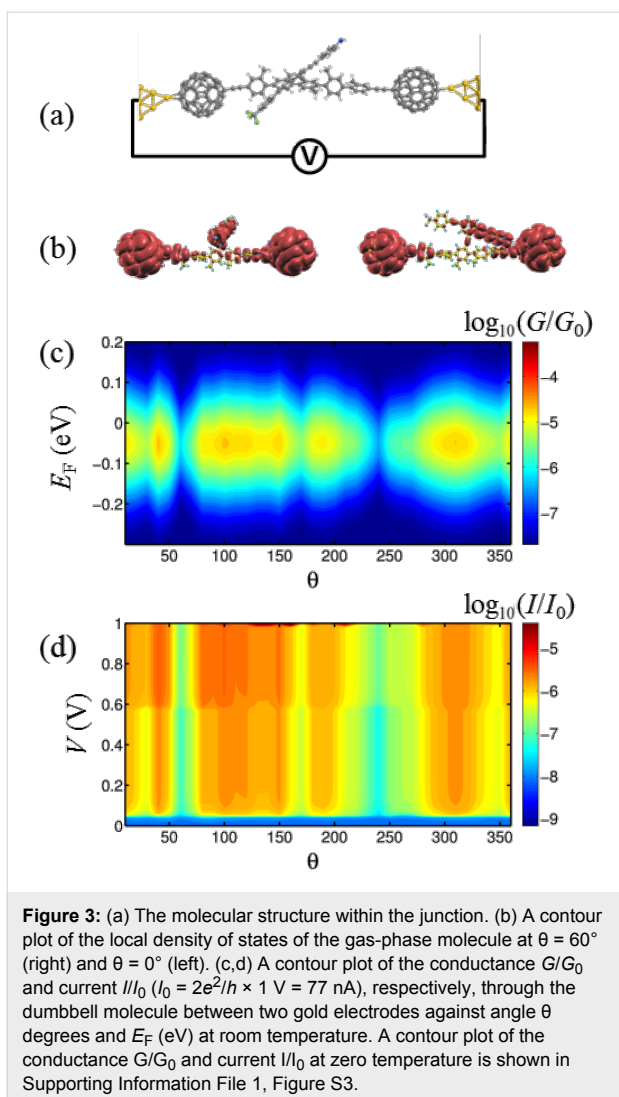 (a)
V
(b)
log₁₀(G/G₀)
(c)
0.2
0.1
0
−0.1
−0.2
E_F (eV)
−4
−5
−6
−7
50 100 150 200 250 300 350
θ
log₁₀(I/I₀)
(d)
1
0.8
0.6
0.4
0.2
0
V (V)
−5
−6
−7
−8
−9
50 100 150 200 250 300 350
θ
Figure 3: (a) The molecular structure within the junction. (b) A contour
plot of the local density of states of the gas-phase molecule at θ = 60°
(right) and θ = 0° (left). (c,d) A contour plot of the conductance G/G₀
and current I/I₀ (I₀ = 2e²/h × 1 V = 77 nA), respectively, through the
dumbbell molecule between two gold electrodes against angle θ
degrees and E_F (eV) at room temperature. A contour plot of the
conductance G/G₀ and current I/I₀ at zero temperature is shown in
Supporting Information File 1, Figure S3.